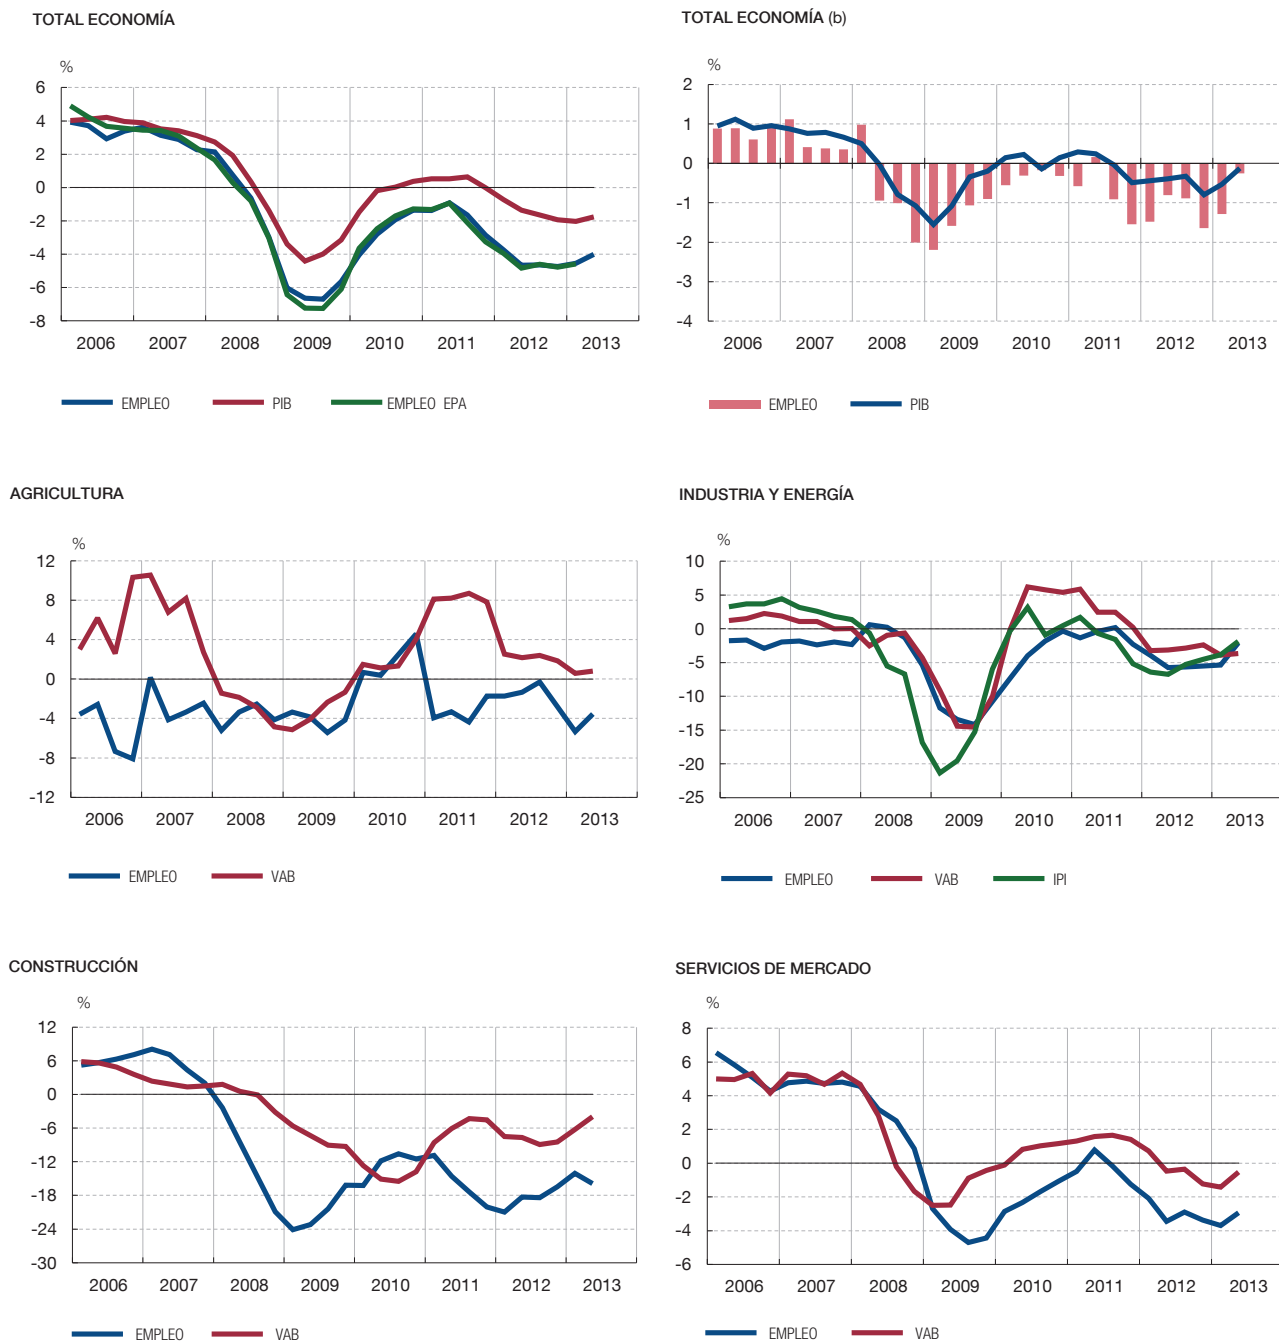 TOTAL ECONOMÍA
%
6
4
2
0
-2
-4
-6
-8
2006 2007 2008 2009 2010 2011 2012 2013
EMPLEO PIB EMPLEO EPA
TOTAL ECONOMÍA (b)
%
2
1
0
-1
-2
-3
-4
2006 2007 2008 2009 2010 2011 2012 2013
EMPLEO PIB
AGRICULTURA
%
12
8
4
0
-4
-8
-12
2006 2007 2008 2009 2010 2011 2012 2013
EMPLEO VAB
INDUSTRIA Y ENERGÍA
%
10
5
0
-5
-10
-15
-20
-25
2006 2007 2008 2009 2010 2011 2012 2013
EMPLEO VAB IPI
CONSTRUCCIÓN
%
12
6
0
-6
-12
-18
-24
-30
2006 2007 2008 2009 2010 2011 2012 2013
EMPLEO VAB
SERVICIOS DE MERCADO
%
8
6
4
2
0
-2
-4
-6
2006 2007 2008 2009 2010 2011 2012 2013
EMPLEO VAB